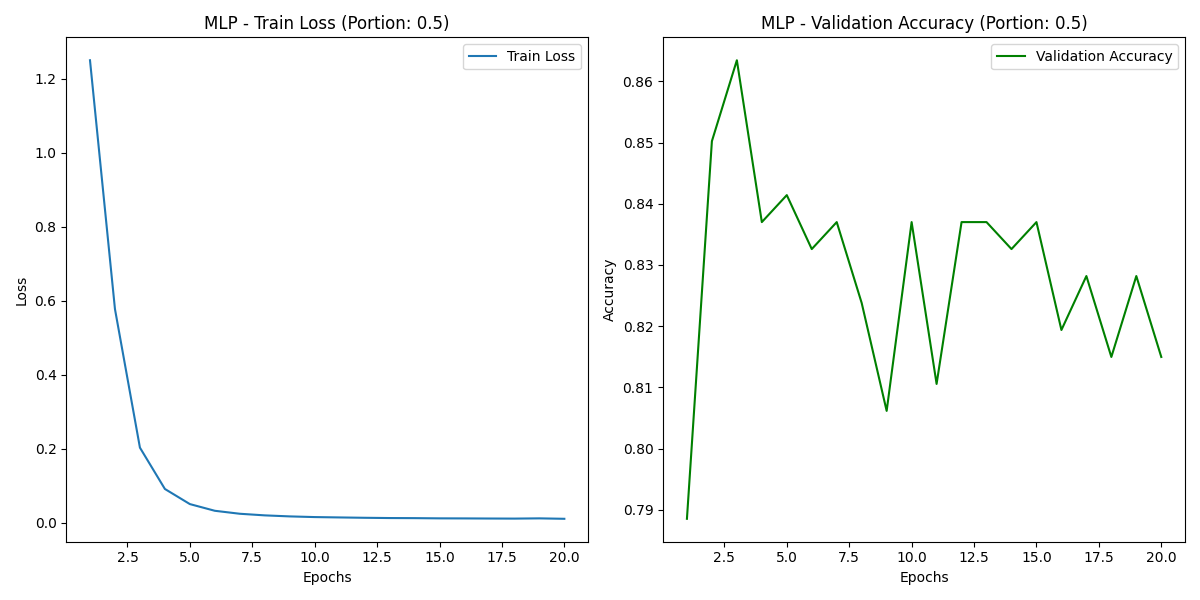 MLP - Train Loss (Portion: 0.5)
Train Loss
1.2
1.0
0.8
0.6
0.4
0.2
0.0
Loss
2.5 5.0 7.5 10.0 12.5 15.0 17.5 20.0
Epochs
MLP - Validation Accuracy (Portion: 0.5)
Validation Accuracy
0.86
0.85
0.84
0.83
0.82
0.81
0.80
0.79
Accuracy
2.5 5.0 7.5 10.0 12.5 15.0 17.5 20.0
Epochs